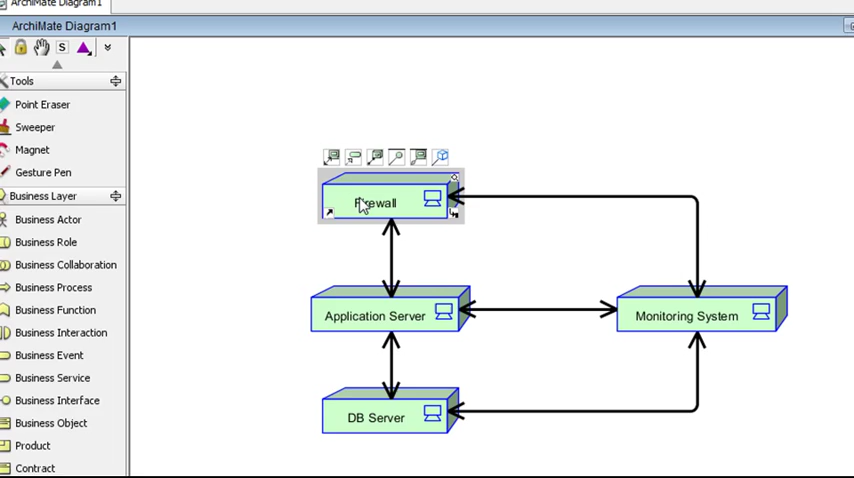 ArchiMate Diagram1
ArchiMate Diagram1
S
Tools
Point Eraser
Sweeper
Magnet
Gesture Pen
Business Layer
Business Actor
Business Role
Business Collaboration
Business Process
Business Function
Business Interaction
Business Event
Business Service
Business Interface
Business Object
Product
Contract
Firewall
Application Server
Monitoring System
DB Server